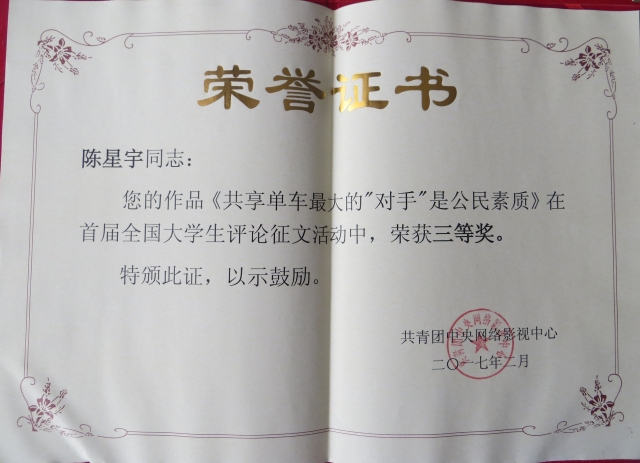 荣誉证书
陈星宇同志：
您的作品《共享单车最大的"对手"是公民素质》在
首届全国大学生评论征文活动中，荣获三等奖。
特颁此证，以示鼓励。
共青团中央网络影视中心
二〇一七年二月